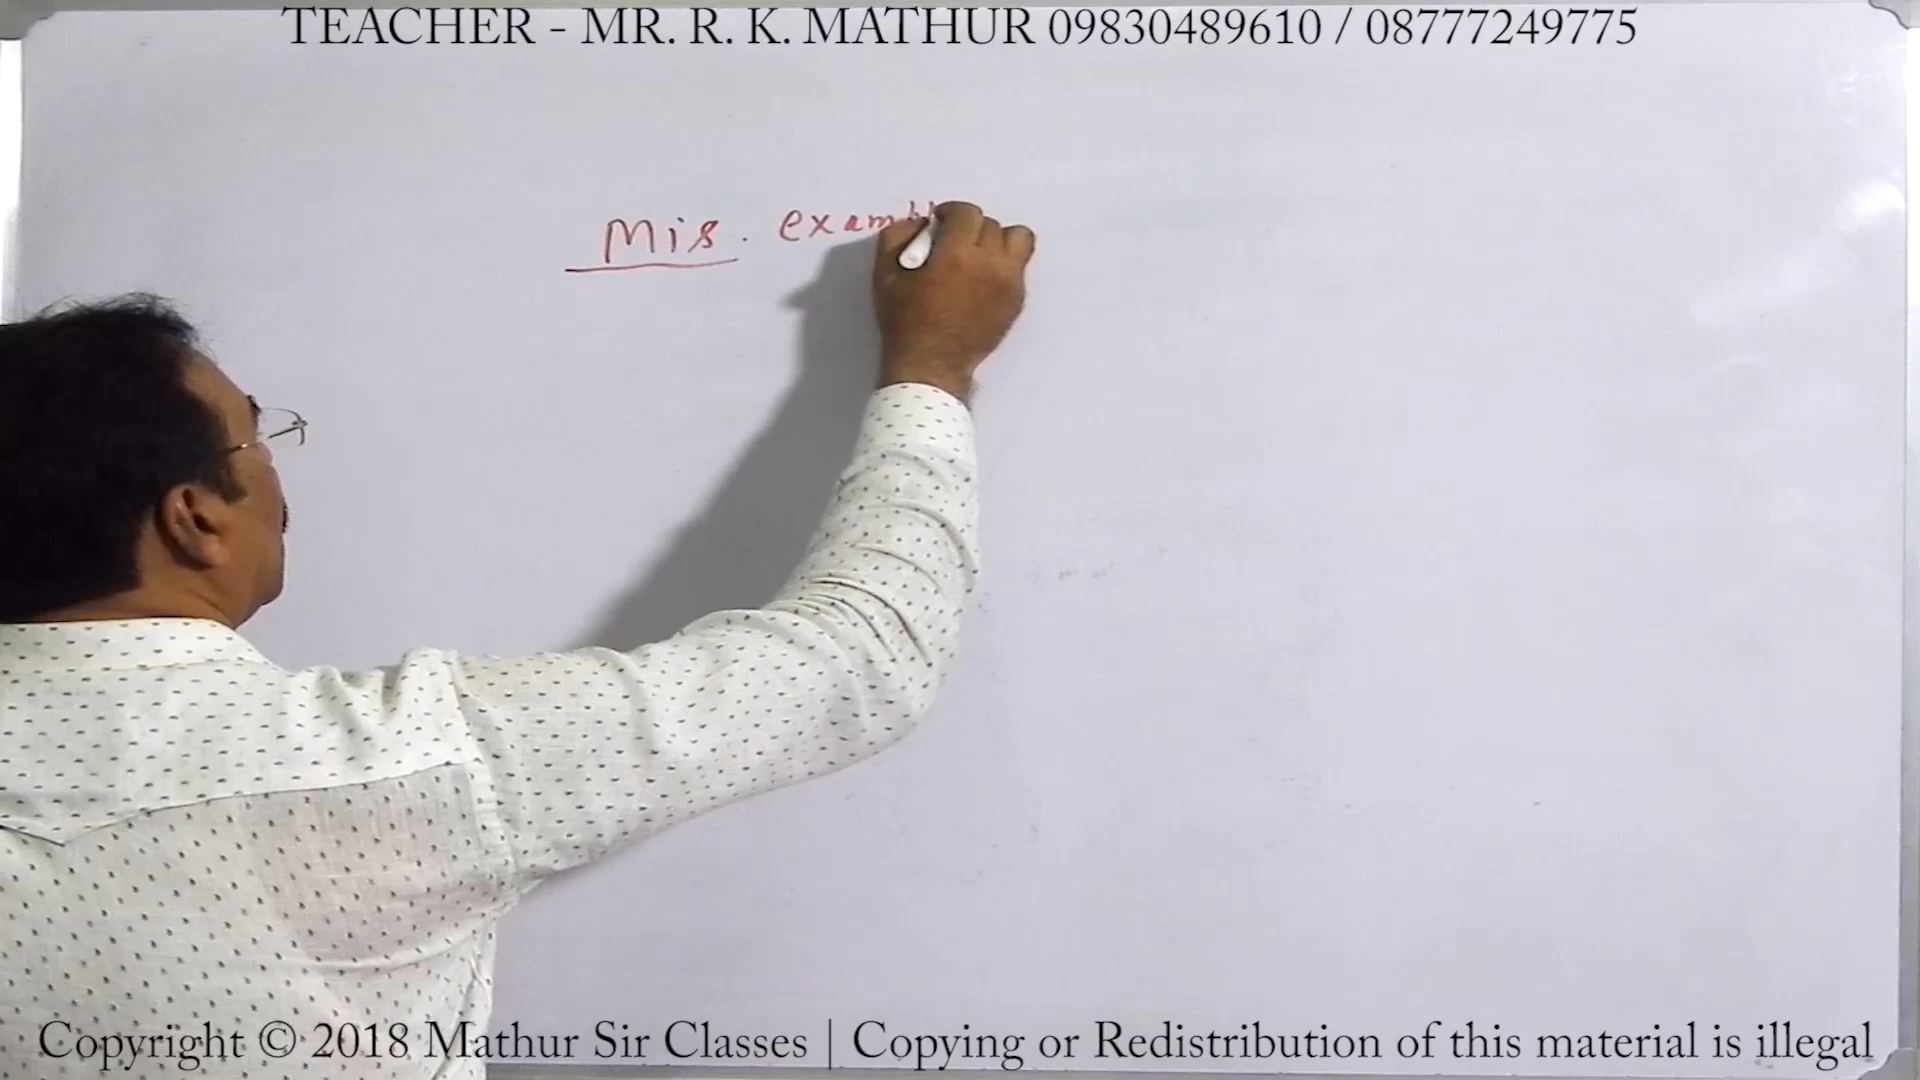 TEACHER - MR. R. K. MATHUR 09830489610 / 08777249775
Mis. exampl
Copyright © 2018 Mathur Sir Classes | Copying or Redistribution of this material is illegal